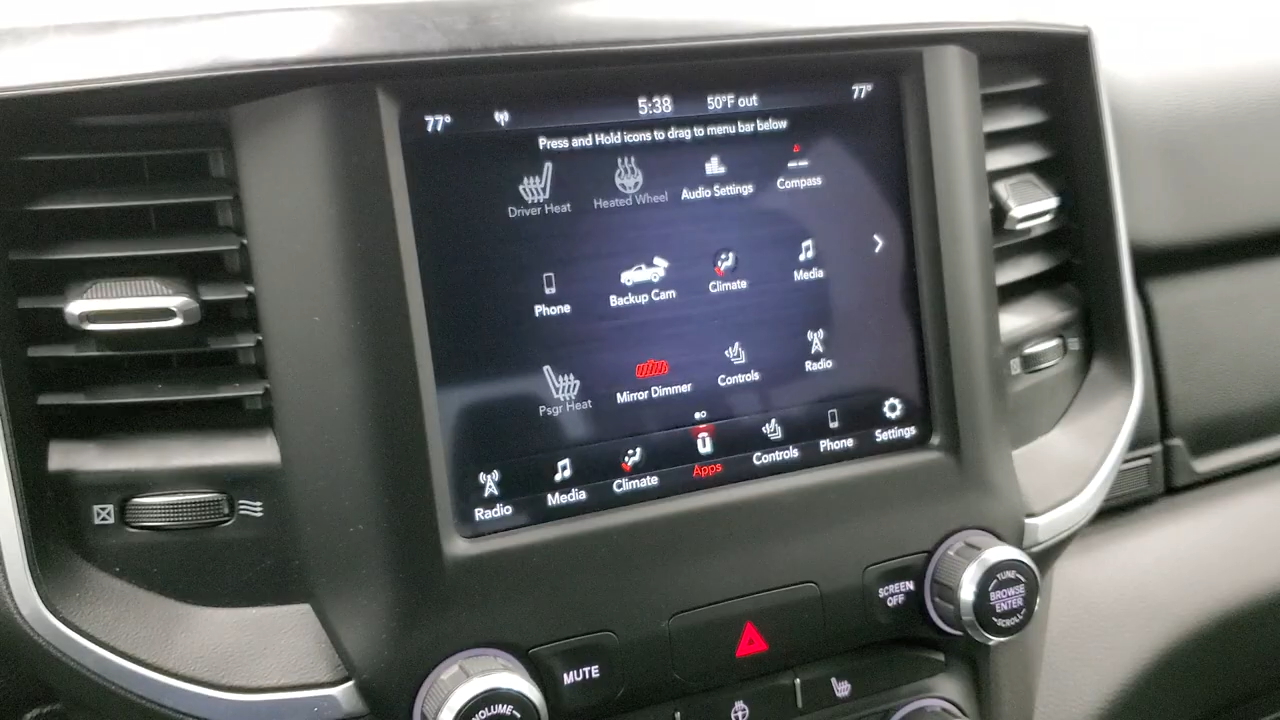 77° 5:38 50°F out 77°
Press and Hold icons to drag to menu bar below
Driver Heat Heated Wheel Audio Settings Compass
Phone Backup Cam Climate Media
Psgr Heat Mirror Dimmer Controls Radio
Radio Media Climate Apps Controls Phone Settings
SCREEN
OFF
TUNE
BROWSE
ENTER
SCROLL
MUTE
VOLUME